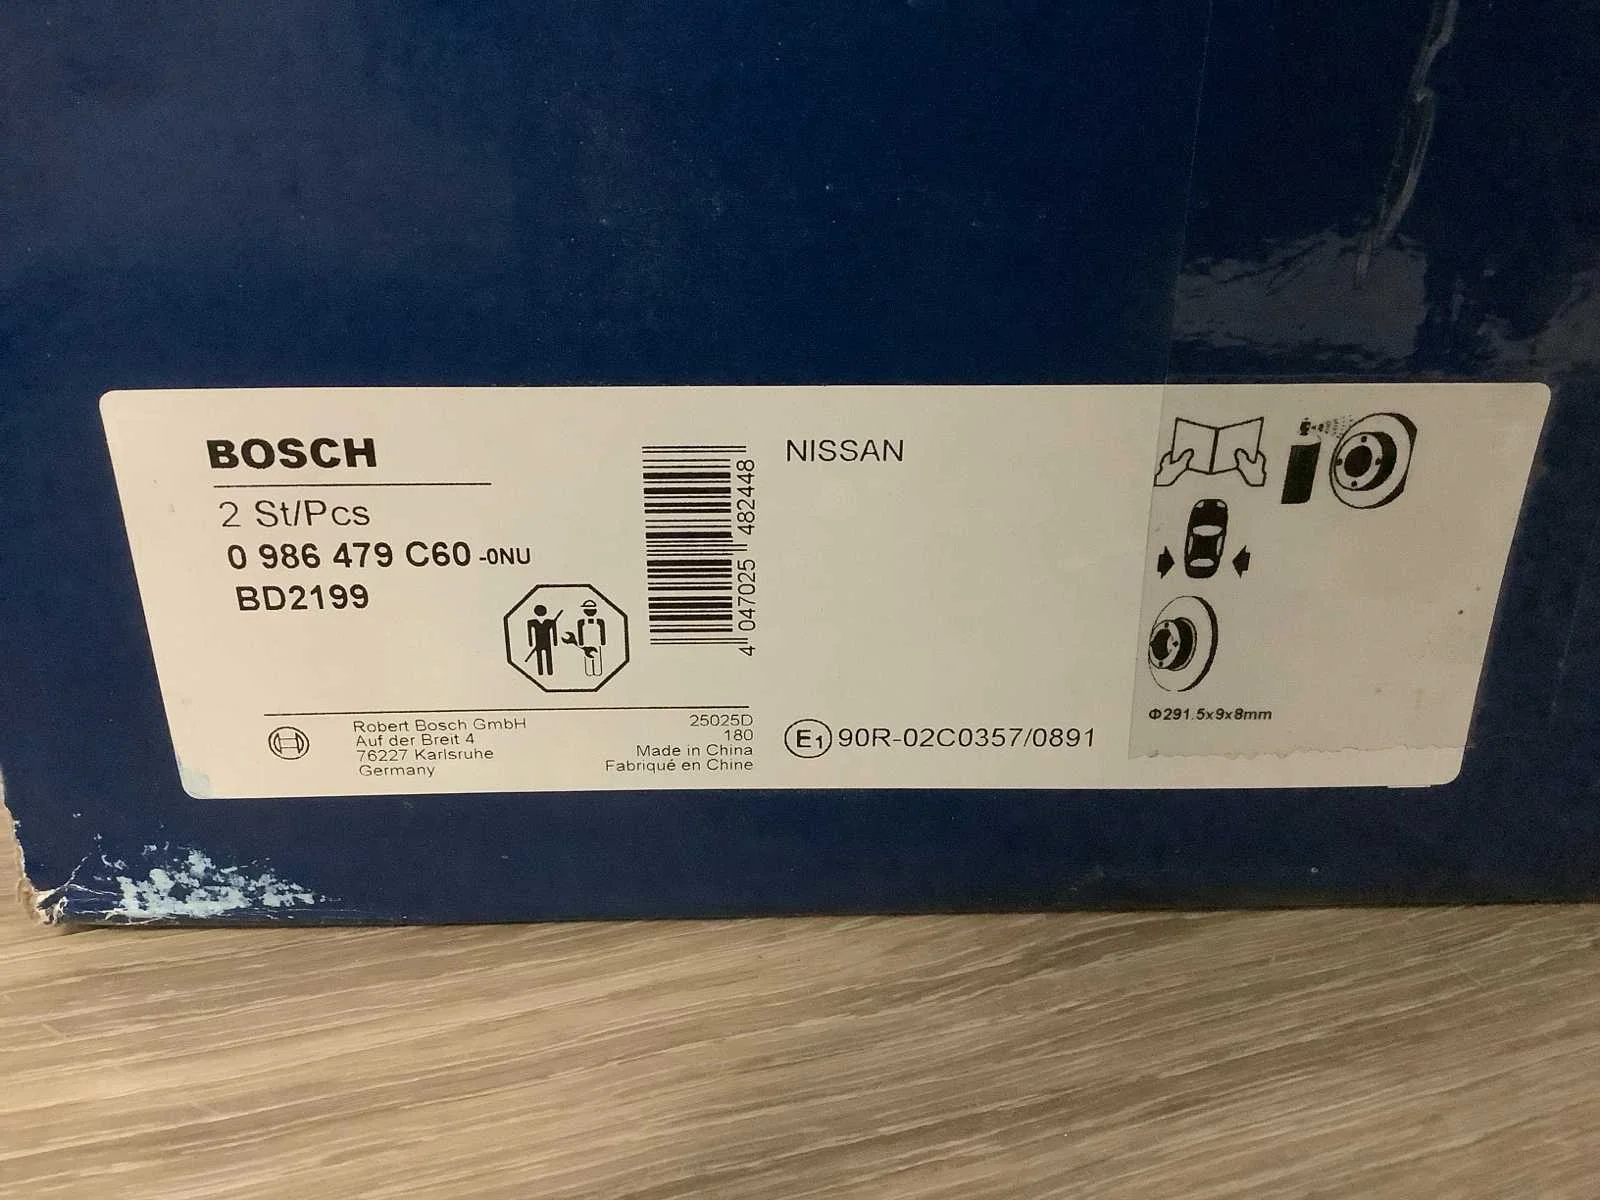 BOSCH
2 St/Pcs
0 986 479 C60 -0NU
BD2199
4 047025 482448
NISSAN
Robert Bosch GmbH
Auf der Breit 4
76227 Karlsruhe
Germany
25025D
180
Made in China
Fabriqué en Chine
E1 90R-02C0357/0891
Φ291.5x9x8mm